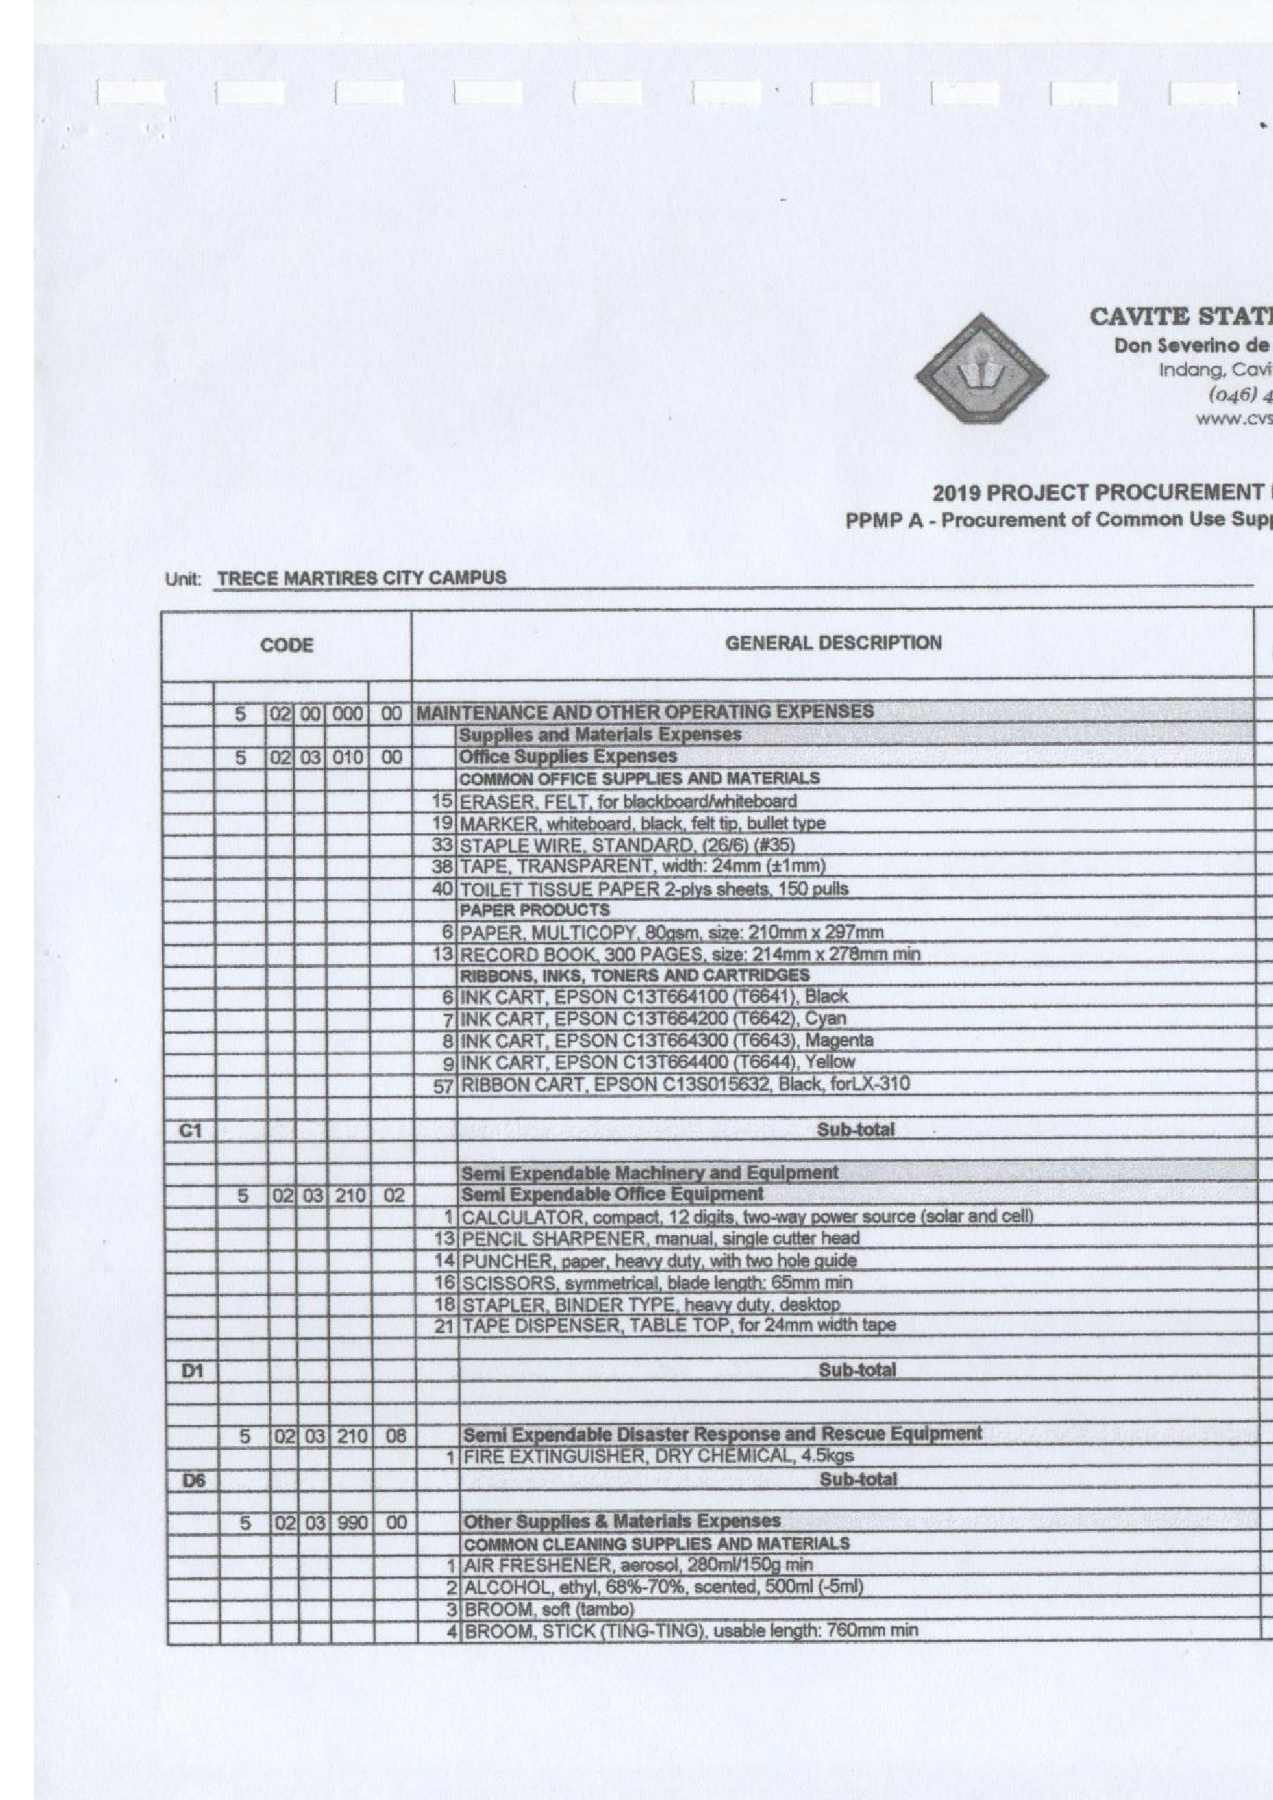 CAVITE STATE
Don Severino de
Indang, Cavi
(046) 4
www.cvs
2019 PROJECT PROCUREMENT
PPMP A - Procurement of Common Use Supp
Unit: TRECE MARTIRES CITY CAMPUS
CODE GENERAL DESCRIPTION
5 02 00 000 00 MAINTENANCE AND OTHER OPERATING EXPENSES
Supplies and Materials Expenses
5 02 03 010 00 Office Supplies Expenses
COMMON OFFICE SUPPLIES AND MATERIALS
15 ERASER, FELT, for blackboard/whiteboard
19 MARKER, whiteboard, black, felt tip, bullet type
33 STAPLE WIRE, STANDARD, (26/6) (#35)
38 TAPE, TRANSPARENT, width: 24mm (±1mm)
40 TOILET TISSUE PAPER 2-plys sheets, 150 pulls
PAPER PRODUCTS
6 PAPER, MULTICOPY, 80gsm, size: 210mm x 297mm
13 RECORD BOOK, 300 PAGES, size: 214mm x 278mm min
RIBBONS, INKS, TONERS AND CARTRIDGES
6 INK CART, EPSON C13T664100 (T6641), Black
7 INK CART, EPSON C13T664200 (T6642), Cyan
8 INK CART, EPSON C13T664300 (T6643), Magenta
9 INK CART, EPSON C13T664400 (T6644), Yellow
57 RIBBON CART, EPSON C13S015632, Black, forLX-310
C1 Sub-total
Semi Expendable Machinery and Equipment
5 02 03 210 02 Semi Expendable Office Equipment
1 CALCULATOR, compact, 12 digits, two-way power source (solar and cell)
13 PENCIL SHARPENER, manual, single cutter head
14 PUNCHER, paper, heavy duty, with two hole guide
16 SCISSORS, symmetrical, blade length: 65mm min
18 STAPLER, BINDER TYPE, heavy duty, desktop
21 TAPE DISPENSER, TABLE TOP, for 24mm width tape
D1 Sub-total
5 02 03 210 08 Semi Expendable Disaster Response and Rescue Equipment
1 FIRE EXTINGUISHER, DRY CHEMICAL, 4.5kgs
D6 Sub-total
5 02 03 990 00 Other Supplies & Materials Expenses
COMMON CLEANING SUPPLIES AND MATERIALS
1 AIR FRESHENER, aerosol, 280ml/150g min
2 ALCOHOL, ethyl, 68%-70%, scented, 500ml (-5ml)
3 BROOM, soft (tambo)
4 BROOM, STICK (TING-TING), usable length: 760mm min